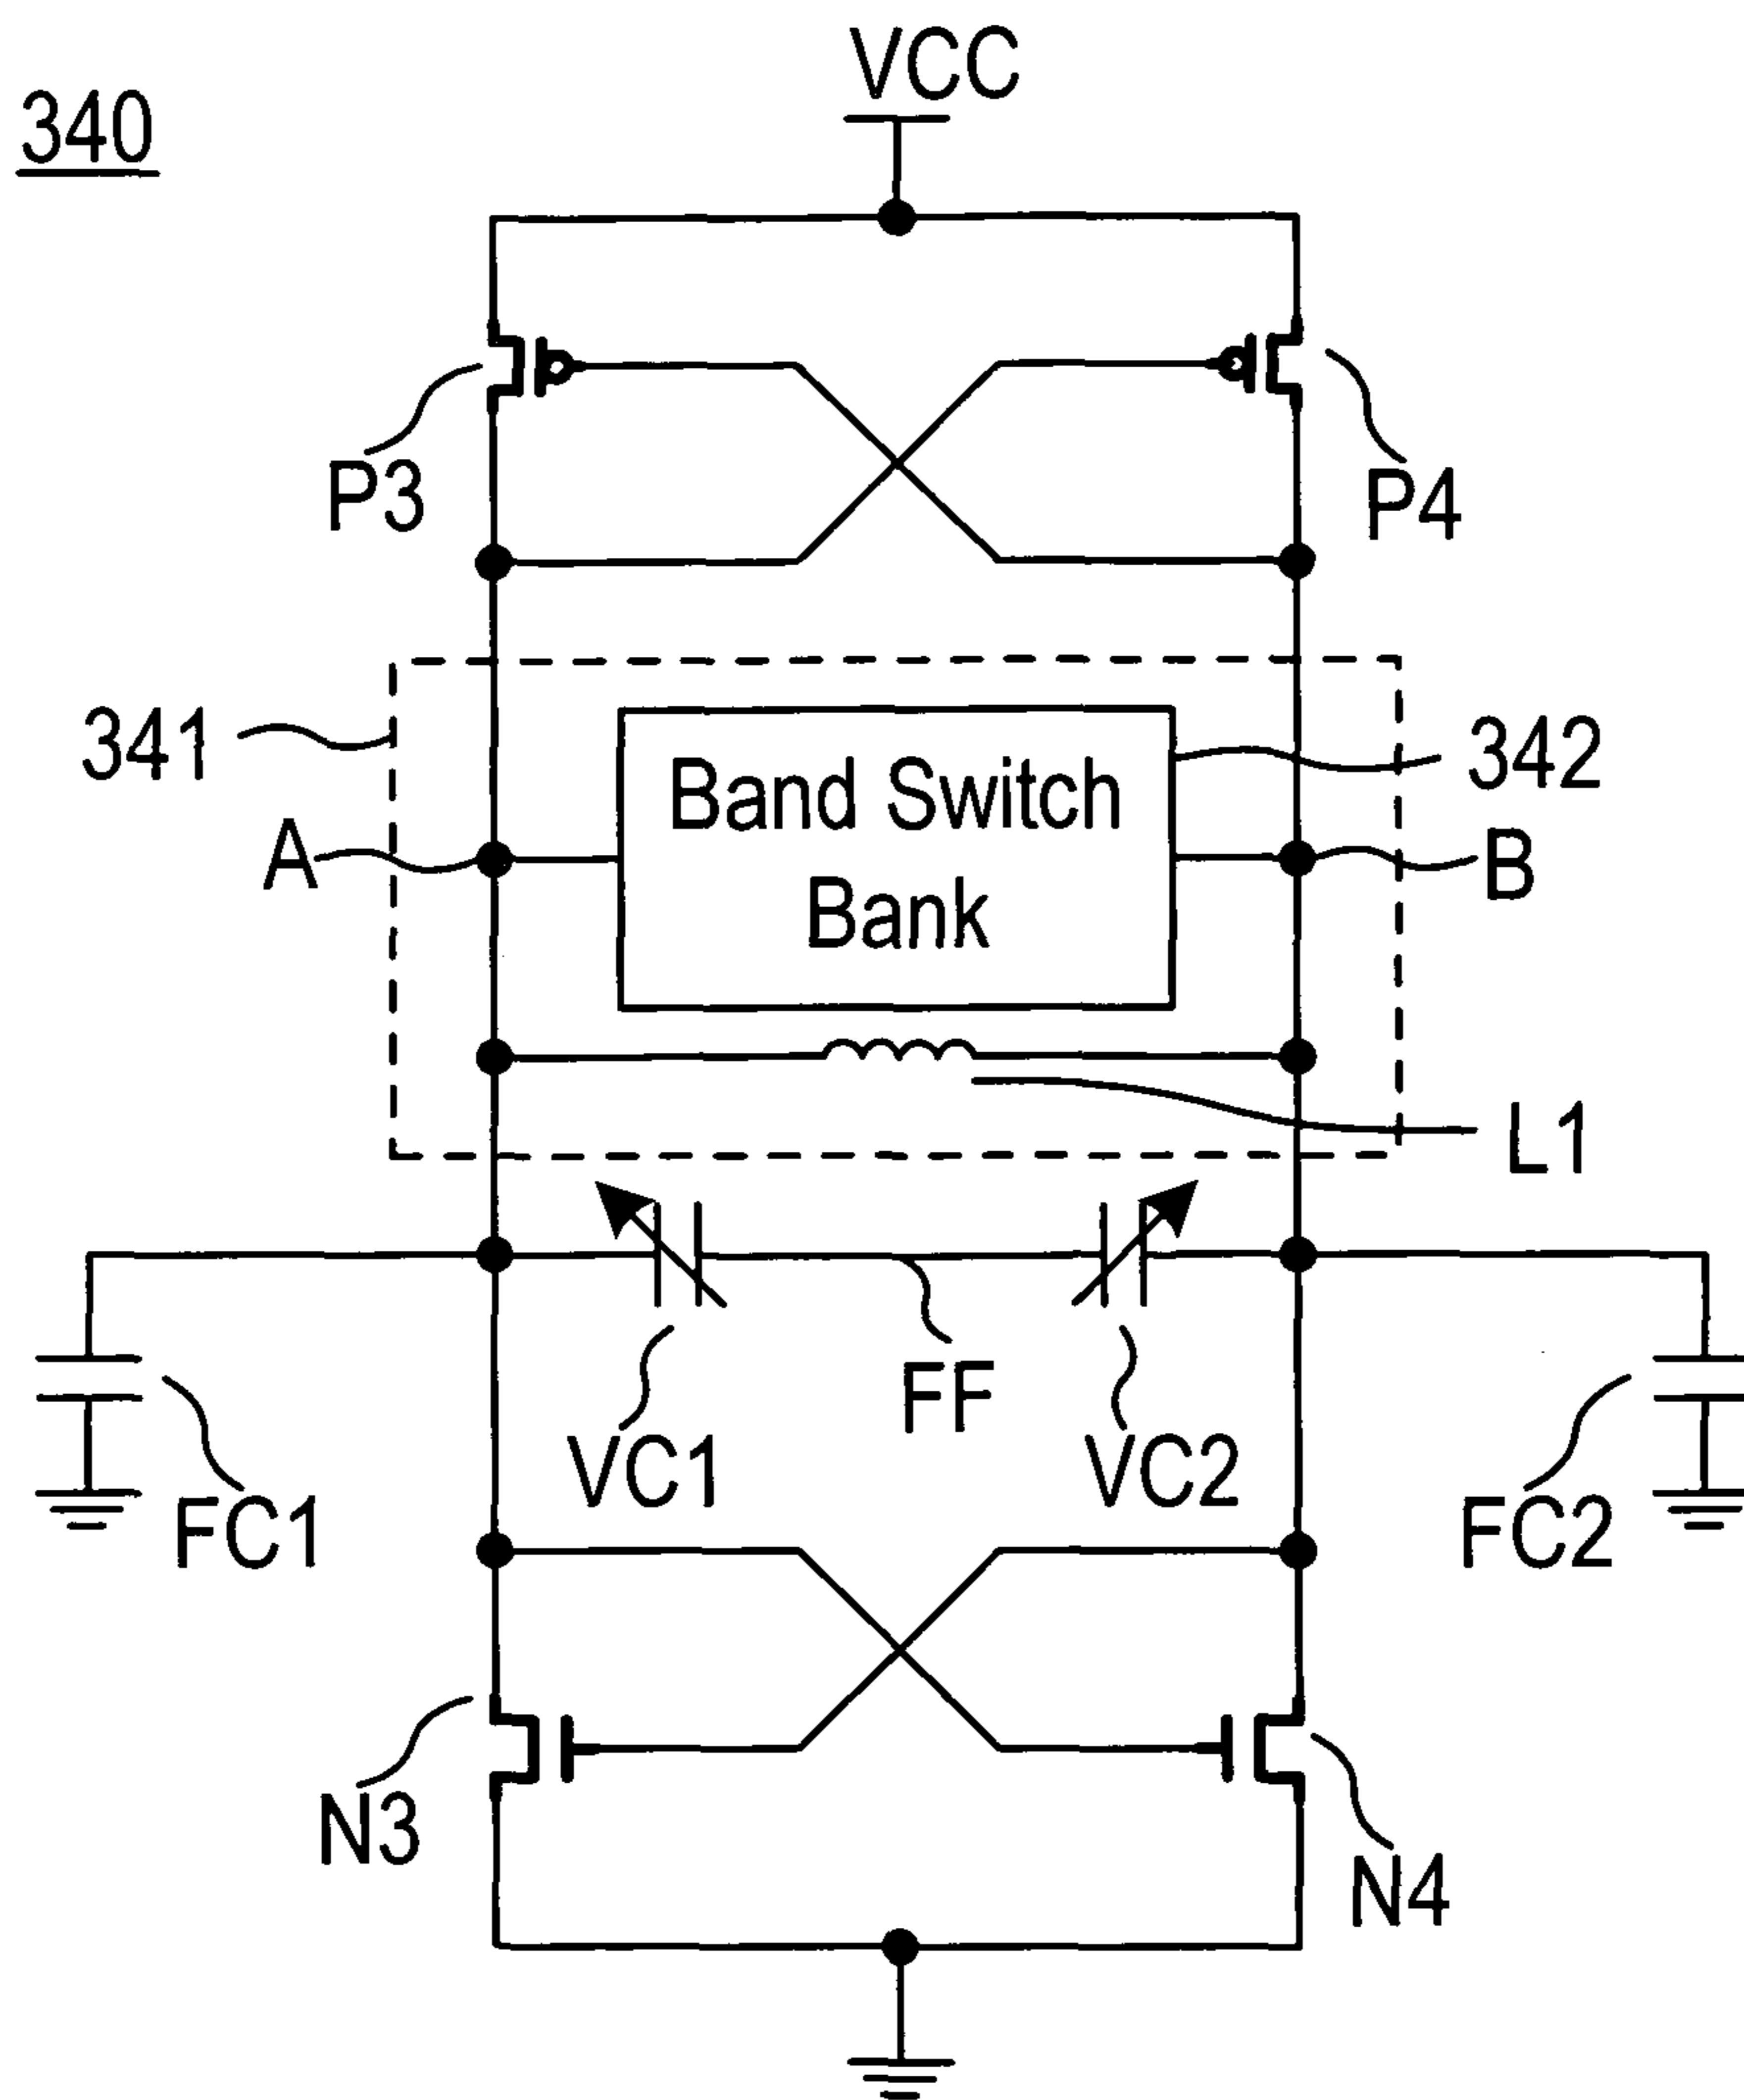 VCC
340
P3
P4
341
342
Band Switch
Bank
A
B
L1
FF
VC1
VC2
FC1
FC2
N3
N4